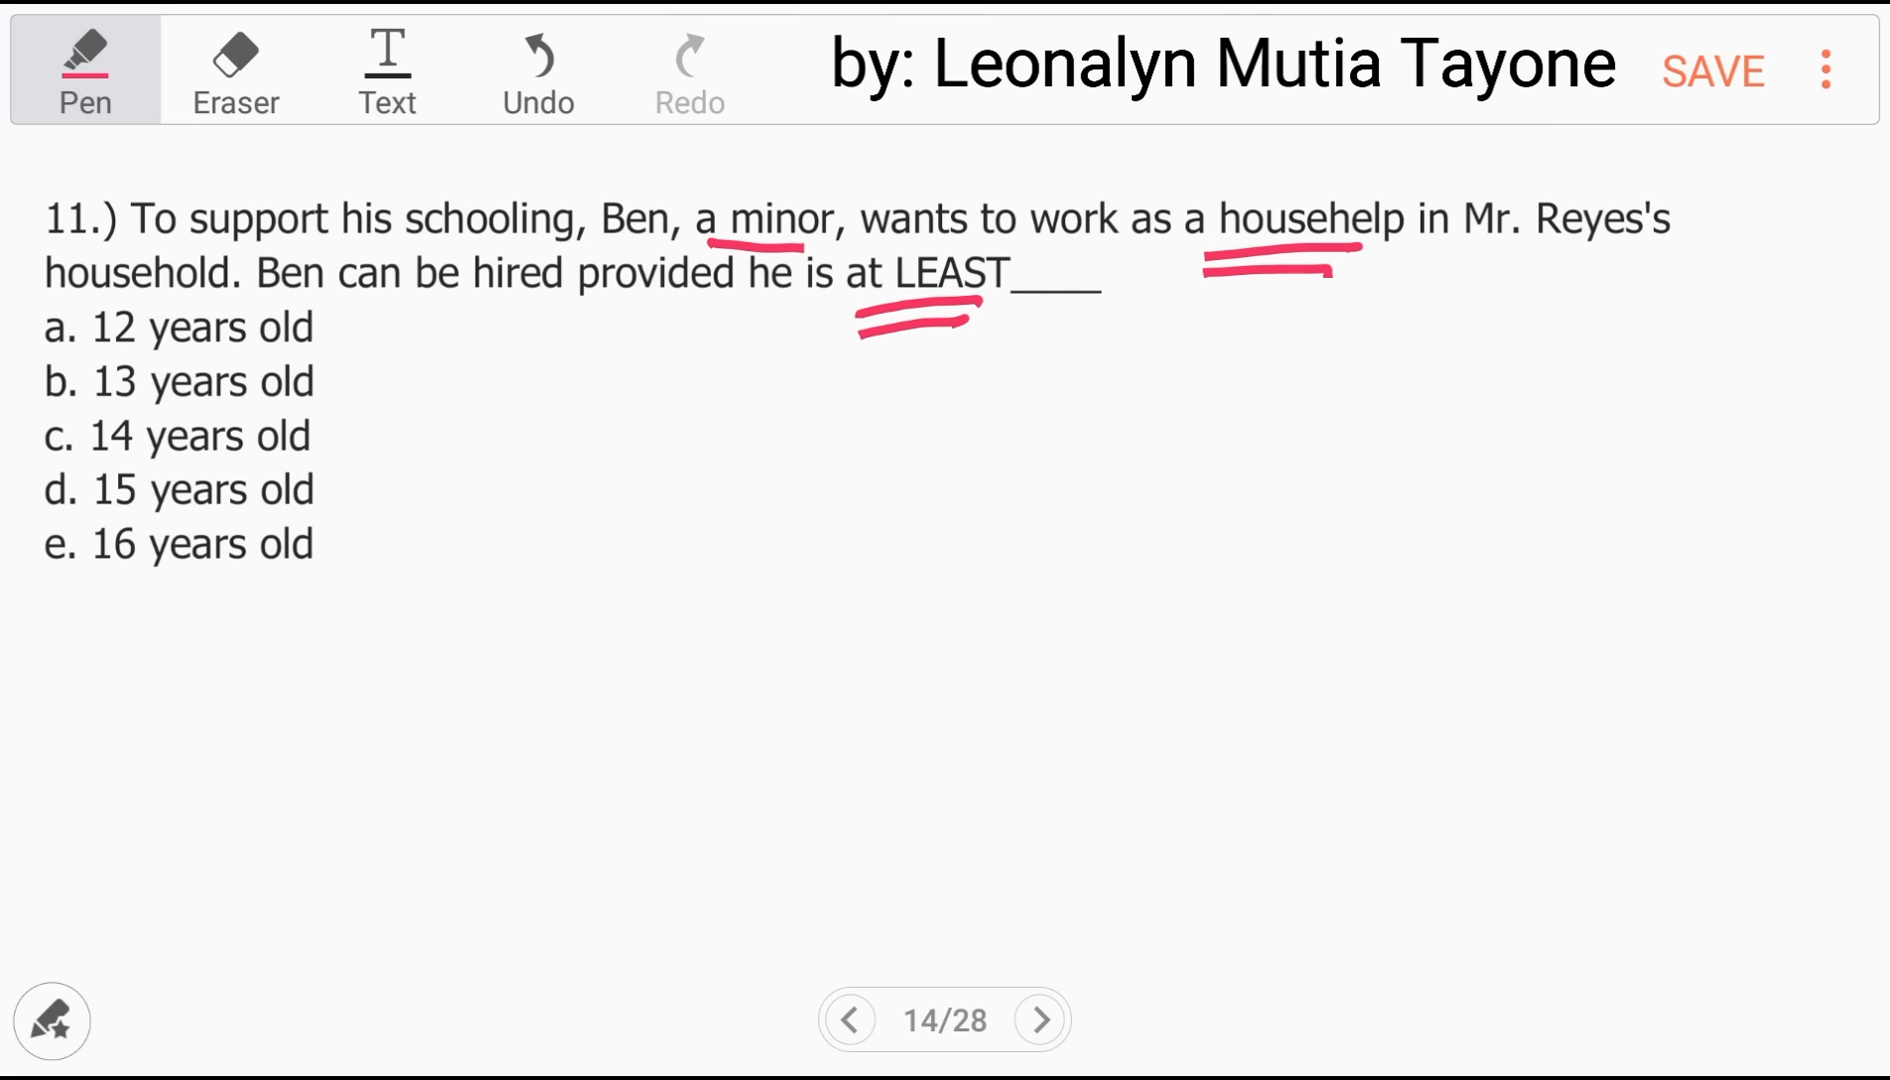 Pen
Eraser
Text
Undo
Redo
by: Leonalyn Mutia Tayone
SAVE
11.) To support his schooling, Ben, a minor, wants to work as a househelp in Mr. Reyes's
household. Ben can be hired provided he is at LEAST_____
a. 12 years old
b. 13 years old
c. 14 years old
d. 15 years old
e. 16 years old
14/28